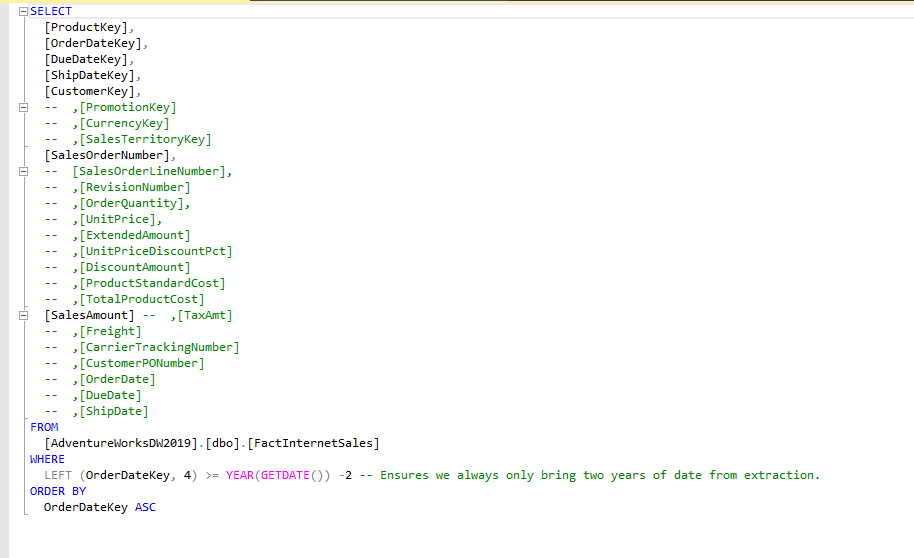 SELECT
[ProductKey],
[OrderDateKey],
[DueDateKey],
[ShipDateKey],
[CustomerKey],
-- ,[PromotionKey]
-- ,[CurrencyKey]
-- ,[SalesTerritoryKey]
[SalesOrderNumber],
-- [SalesOrderLineNumber],
-- ,[RevisionNumber]
-- ,[OrderQuantity],
-- ,[UnitPrice],
-- ,[ExtendedAmount]
-- ,[UnitPriceDiscountPct]
-- ,[DiscountAmount]
-- ,[ProductStandardCost]
-- ,[TotalProductCost]
[SalesAmount] -- ,[TaxAmt]
-- ,[Freight]
-- ,[CarrierTrackingNumber]
-- ,[CustomerPONumber]
-- ,[OrderDate]
-- ,[DueDate]
-- ,[ShipDate]
FROM
[AdventureWorksDW2019].[dbo].[FactInternetSales]
WHERE
LEFT (OrderDateKey, 4) >= YEAR(GETDATE()) -2 -- Ensures we always only bring two years of date from extraction.
ORDER BY
OrderDateKey ASC